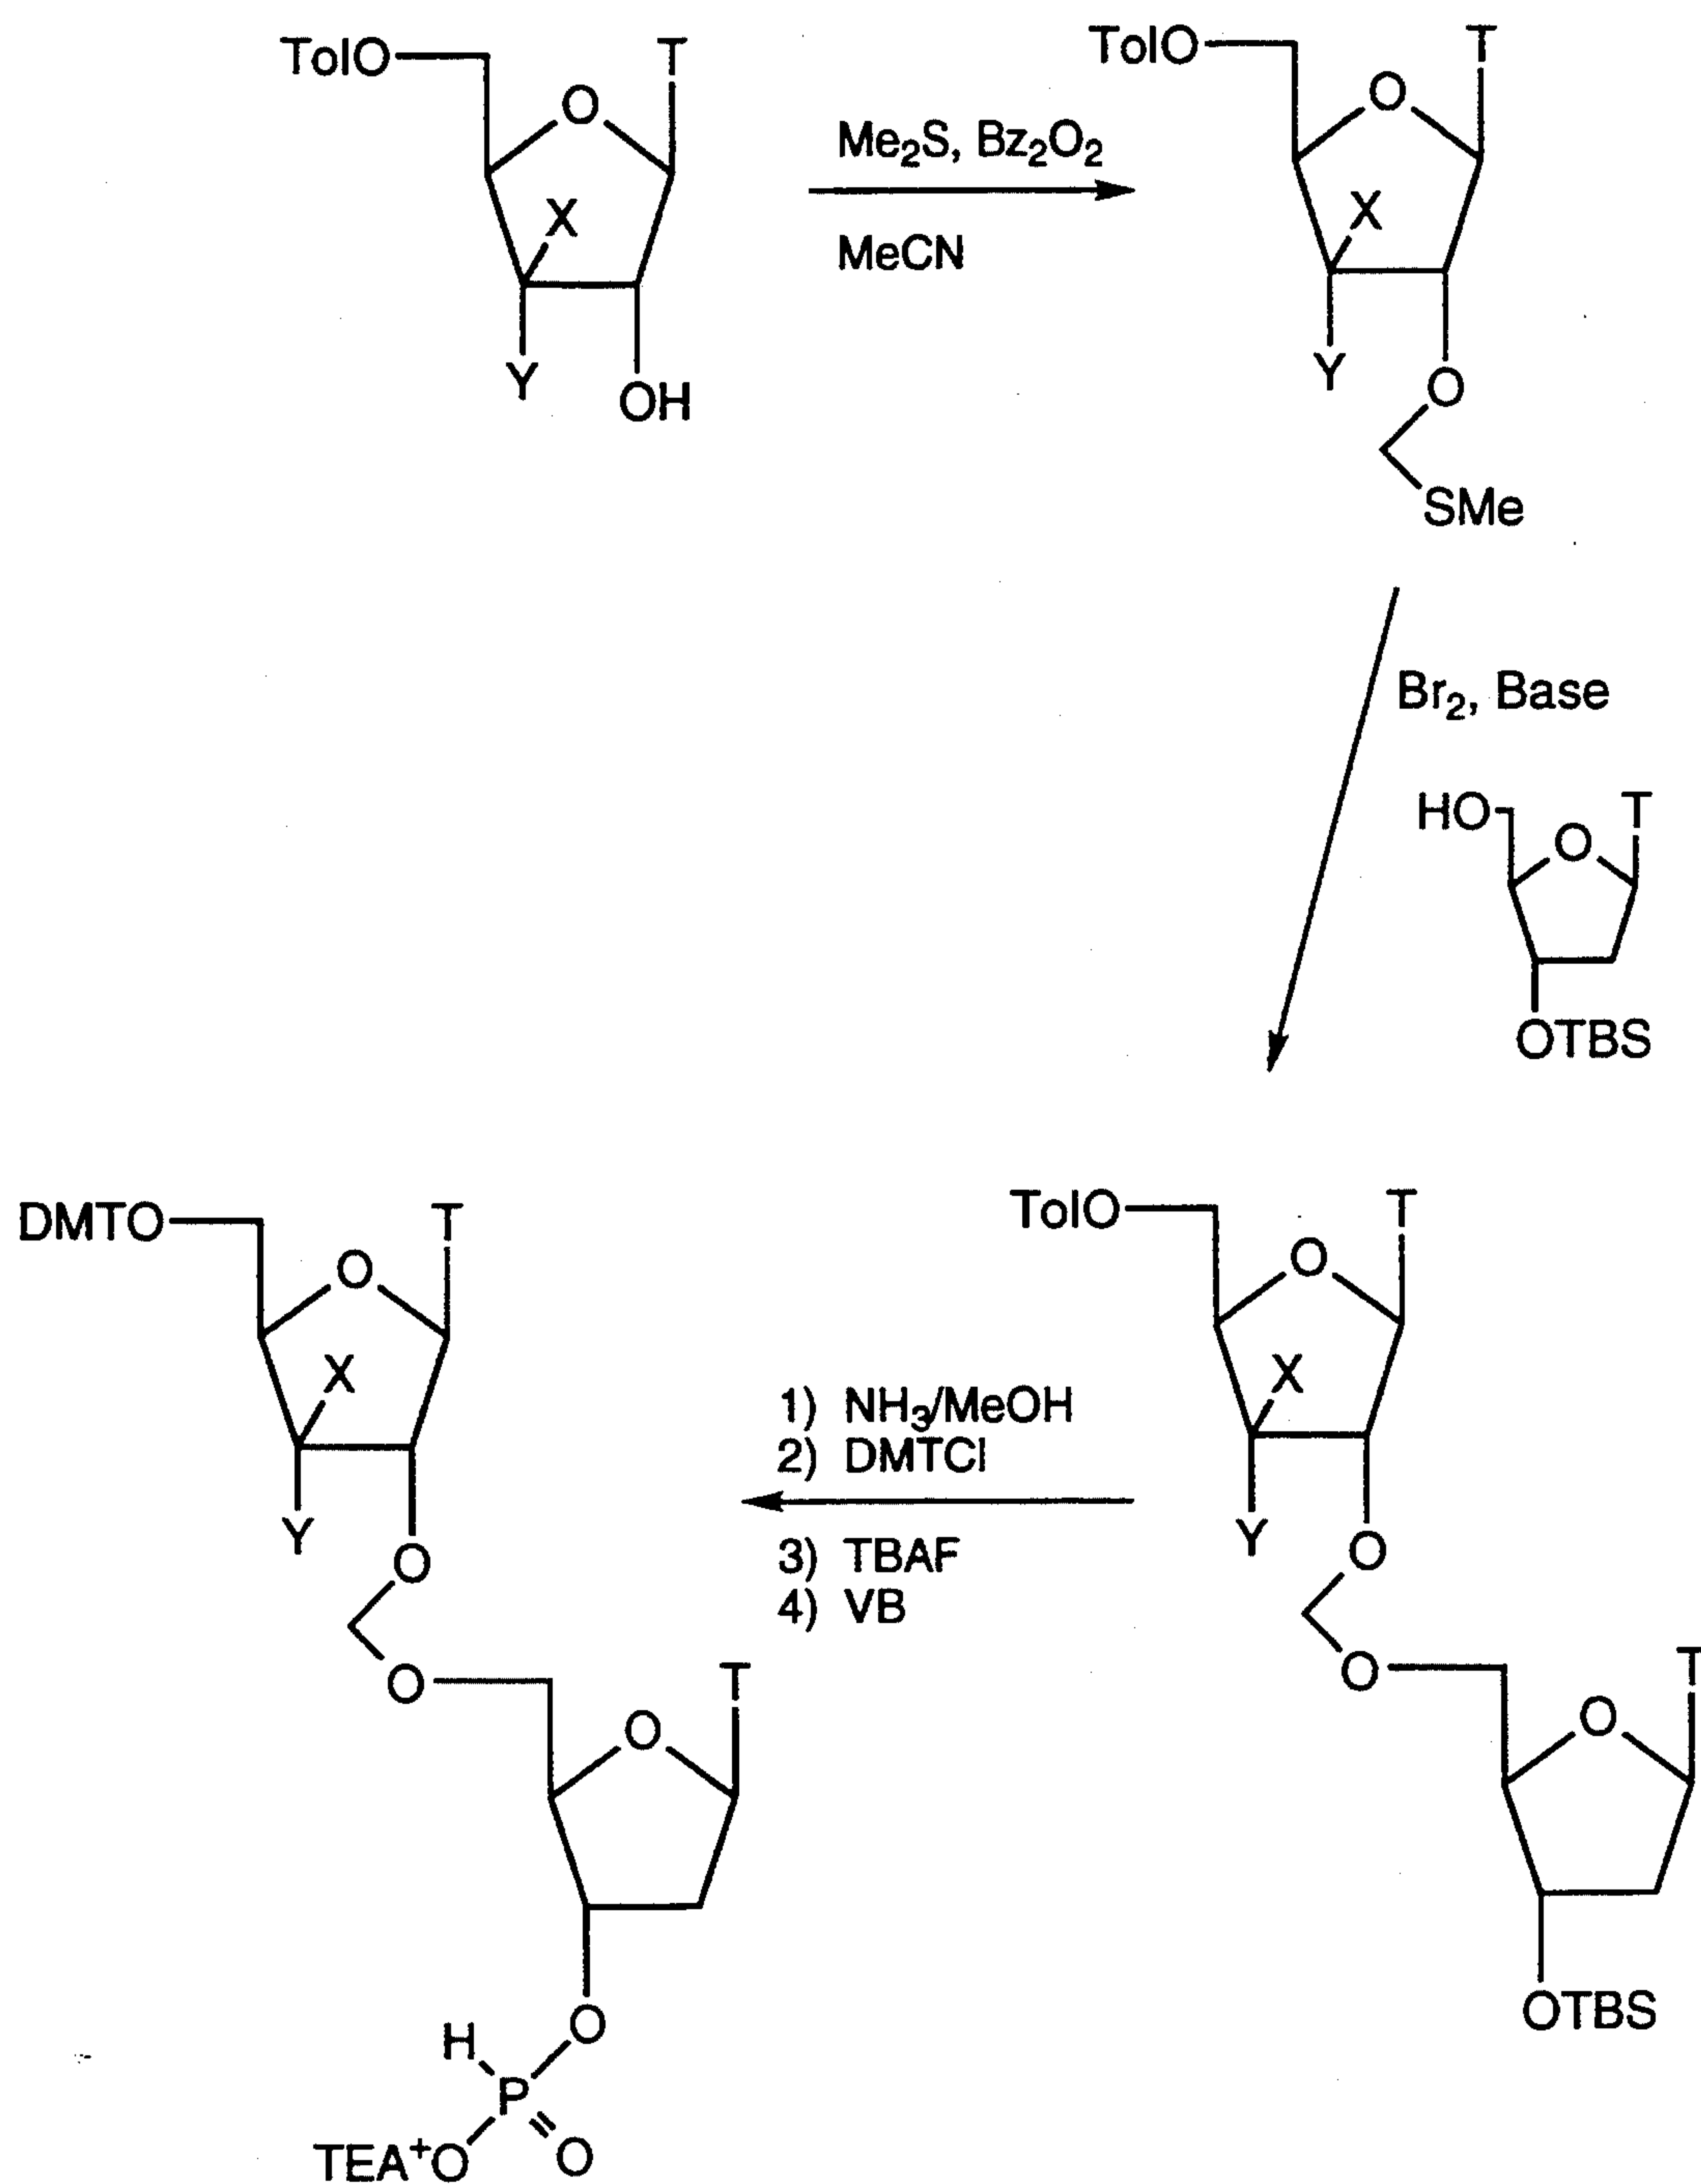 TolO T
O
X
Y
OH
Me2S, Bz2O2
MeCN
TolO T
O
X
Y
O
SMe
Br2, Base
HO T
O
OTBS
DMTO T
O
X
Y
O
O T
O
O
H
P
TEA+O O
1) NH3/MeOH
2) DMTCl
3) TBAF
4) VB
TolO T
O
X
Y
O
O T
O
OTBS